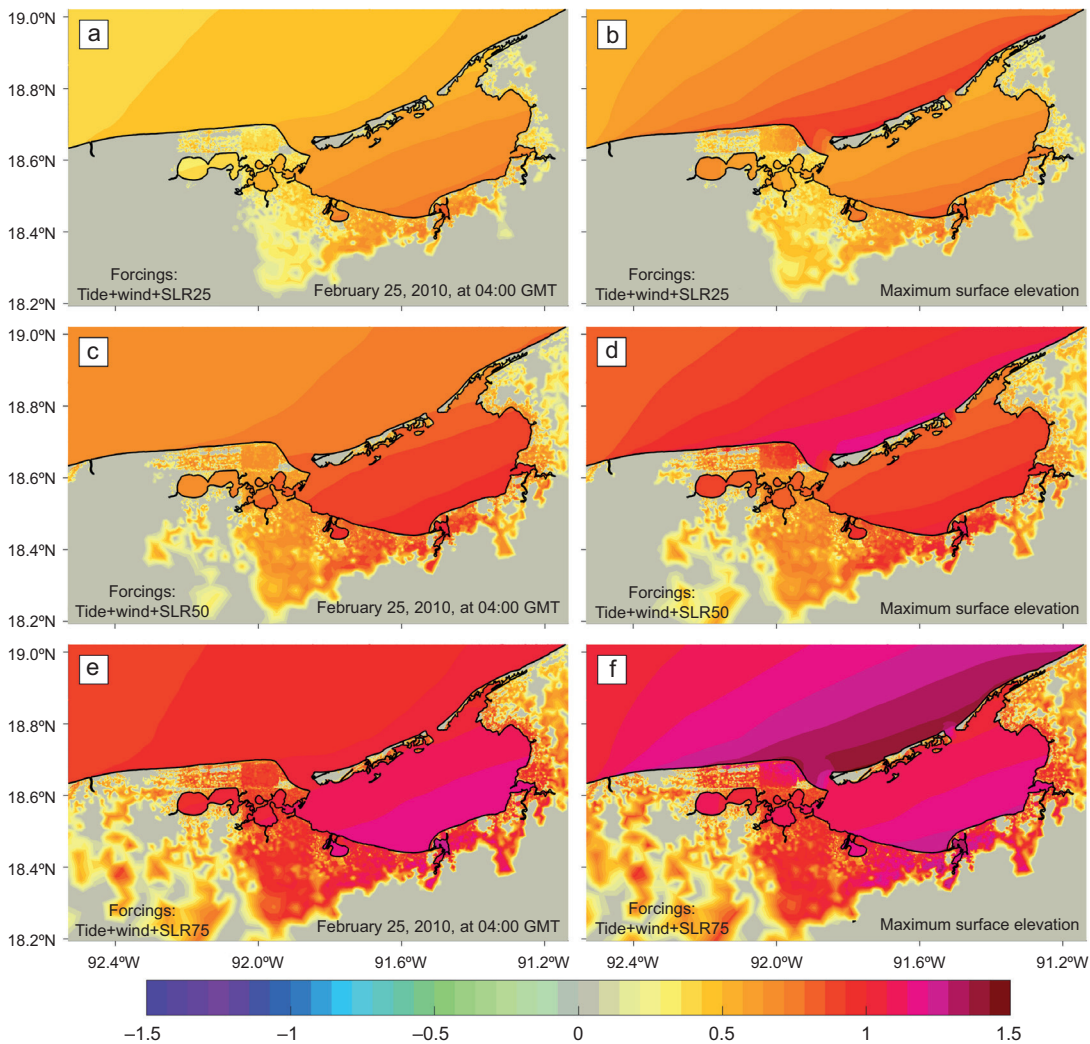 19.0ºN
18.8ºN
18.6ºN
18.4ºN
18.2ºN
a
Forcings:
Tide+wind+SLR25
February 25, 2010, at 04:00 GMT
b
Forcings:
Tide+wind+SLR25
Maximum surface elevation
19.0ºN
18.8ºN
18.6ºN
18.4ºN
18.2ºN
c
Forcings:
Tide+wind+SLR50
February 25, 2010, at 04:00 GMT
d
Forcings:
Tide+wind+SLR50
Maximum surface elevation
19.0ºN
18.8ºN
18.6ºN
18.4ºN
18.2ºN
e
Forcings:
Tide+wind+SLR75
February 25, 2010, at 04:00 GMT
f
Forcings:
Tide+wind+SLR75
Maximum surface elevation
92.4ºW 92.0ºW 91.6ºW 91.2ºW 92.4ºW 92.0ºW 91.6ºW 91.2ºW
–1.5 –1 –0.5 0 0.5 1 1.5